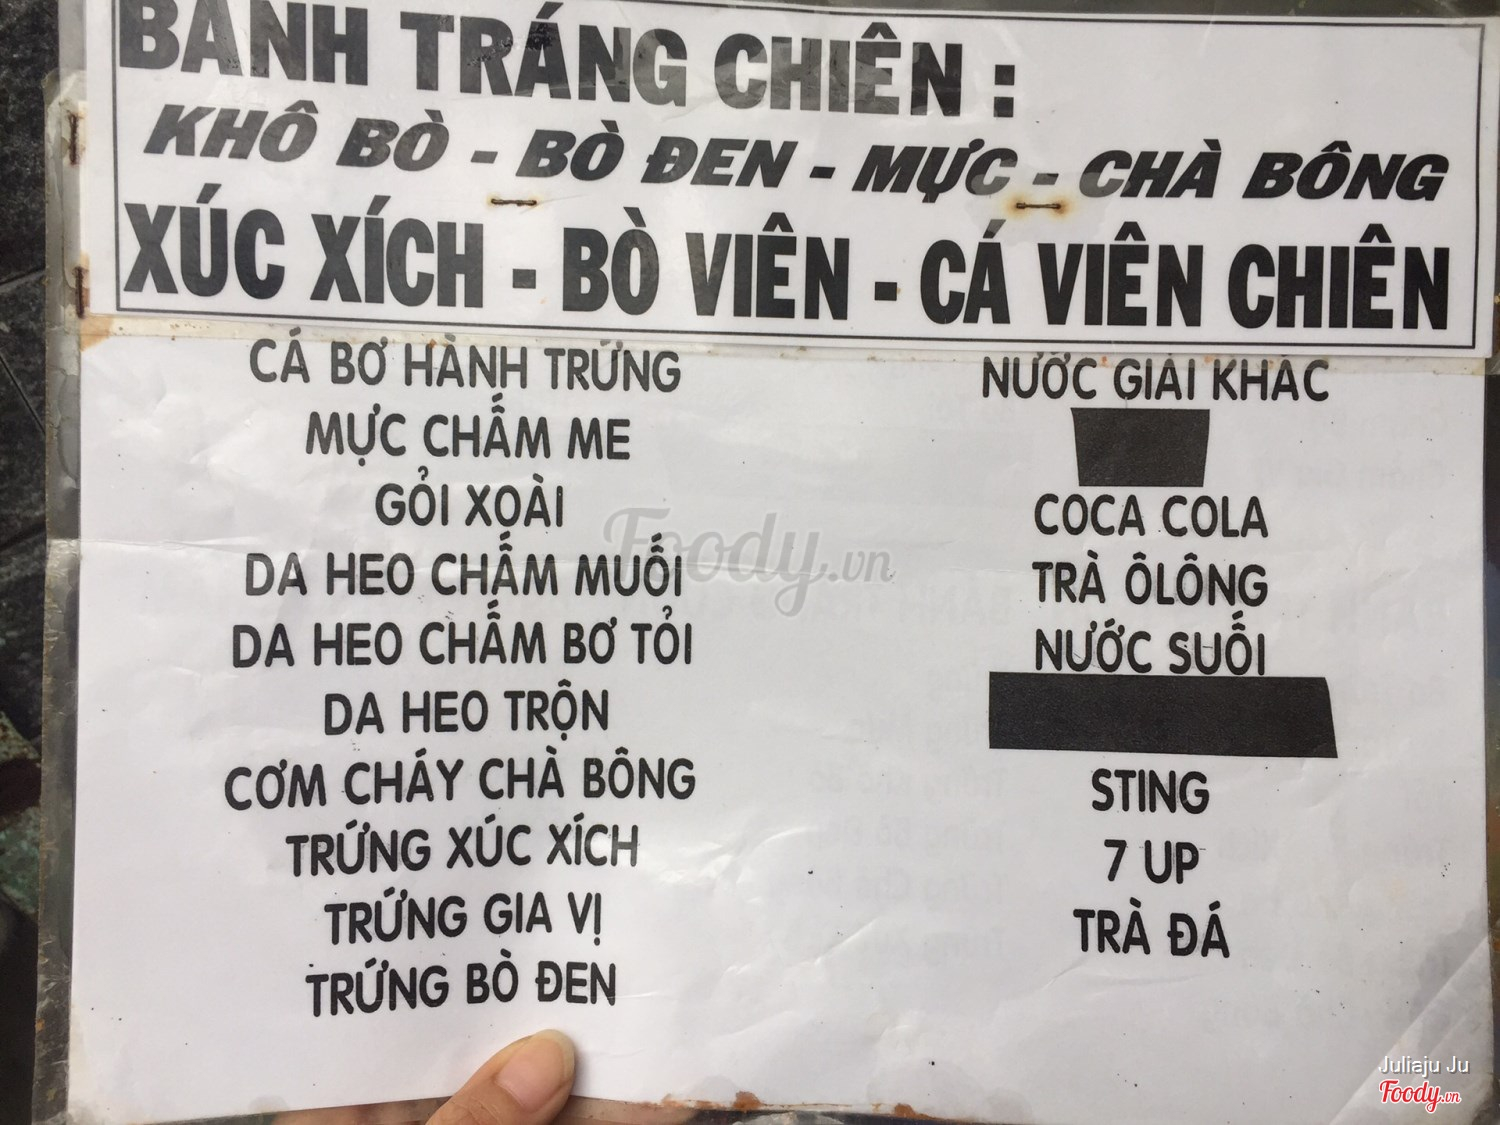 BÁNH TRÁNG CHIÊN :
KHÔ BÒ - BÒ ĐEN - MỰC - CHÀ BÔNG
XÚC XÍCH - BÒ VIÊN - CÁ VIÊN CHIÊN
CÁ BƠ HÀNH TRỨNG
MỰC CHẤM ME
GỎI XOÀI
DA HEO CHẤM MUỐI
DA HEO CHẤM BƠ TỎI
DA HEO TRỘN
CƠM CHÁY CHÀ BÔNG
TRỨNG XÚC XÍCH
TRỨNG GIA VỊ
TRỨNG BÒ ĐEN
NƯỚC GIẢI KHÁC
COCA COLA
TRÀ ÔLÔNG
NƯỚC SUỐI
STING
7 UP
TRÀ ĐÁ
Foody.vn
Juliaju Ju
Foody.vn